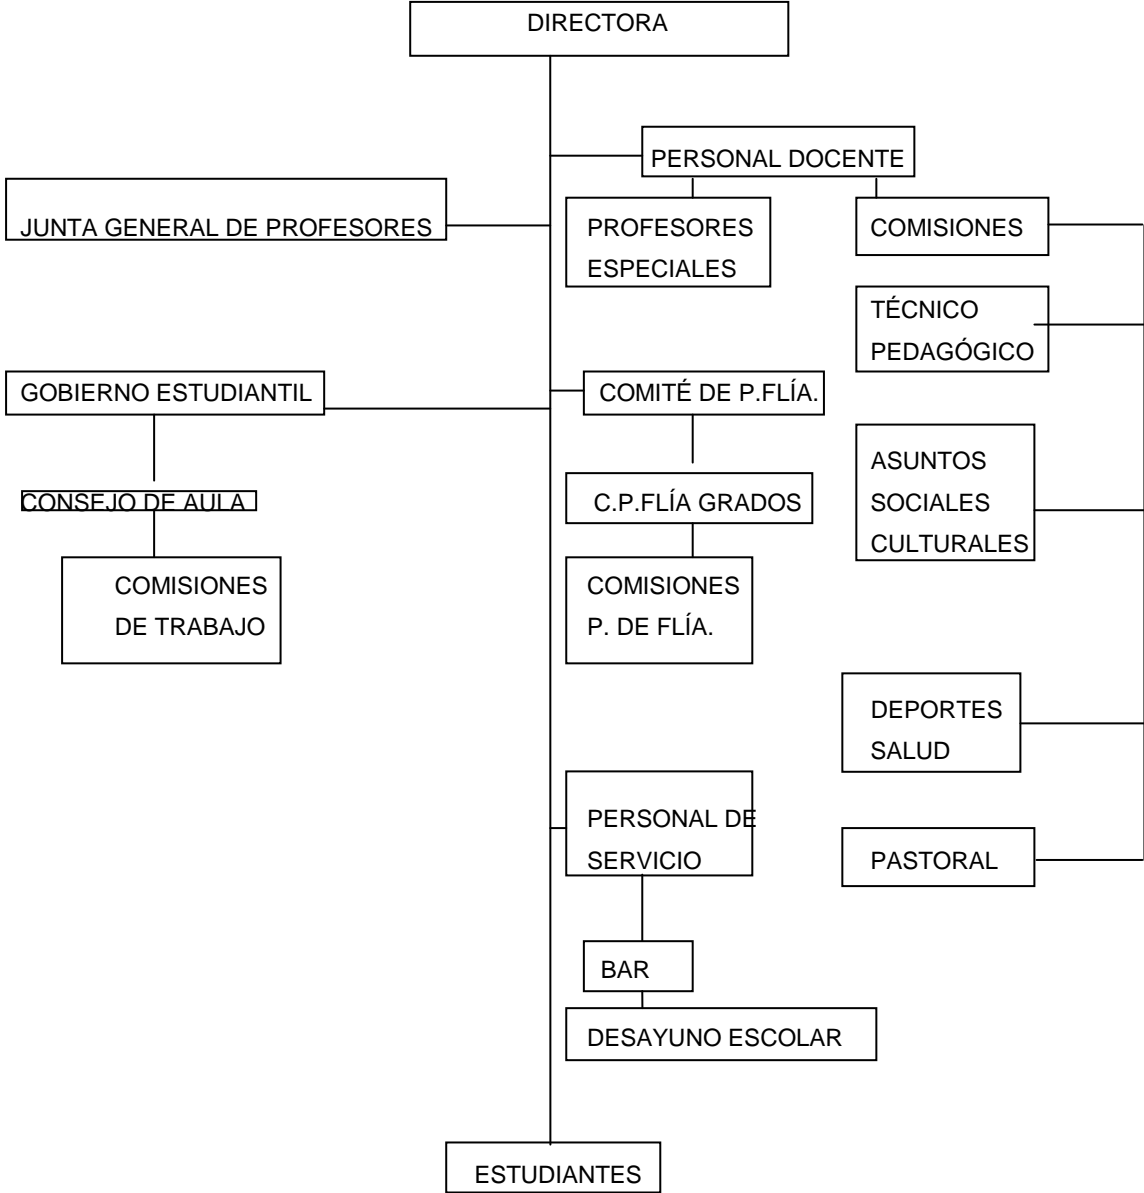 DIRECTORA
PERSONAL DOCENTE
JUNTA GENERAL DE PROFESORES
PROFESORES
ESPECIALES
COMISIONES
TÉCNICO
PEDAGÓGICO
GOBIERNO ESTUDIANTIL
COMITÉ DE P.FLÍA.
ASUNTOS
SOCIALES
CULTURALES
CONSEJO DE AULA
C.P.FLÍA GRADOS
COMISIONES
DE TRABAJO
COMISIONES
P. DE FLÍA.
DEPORTES
SALUD
PERSONAL DE
SERVICIO
PASTORAL
BAR
DESAYUNO ESCOLAR
ESTUDIANTES